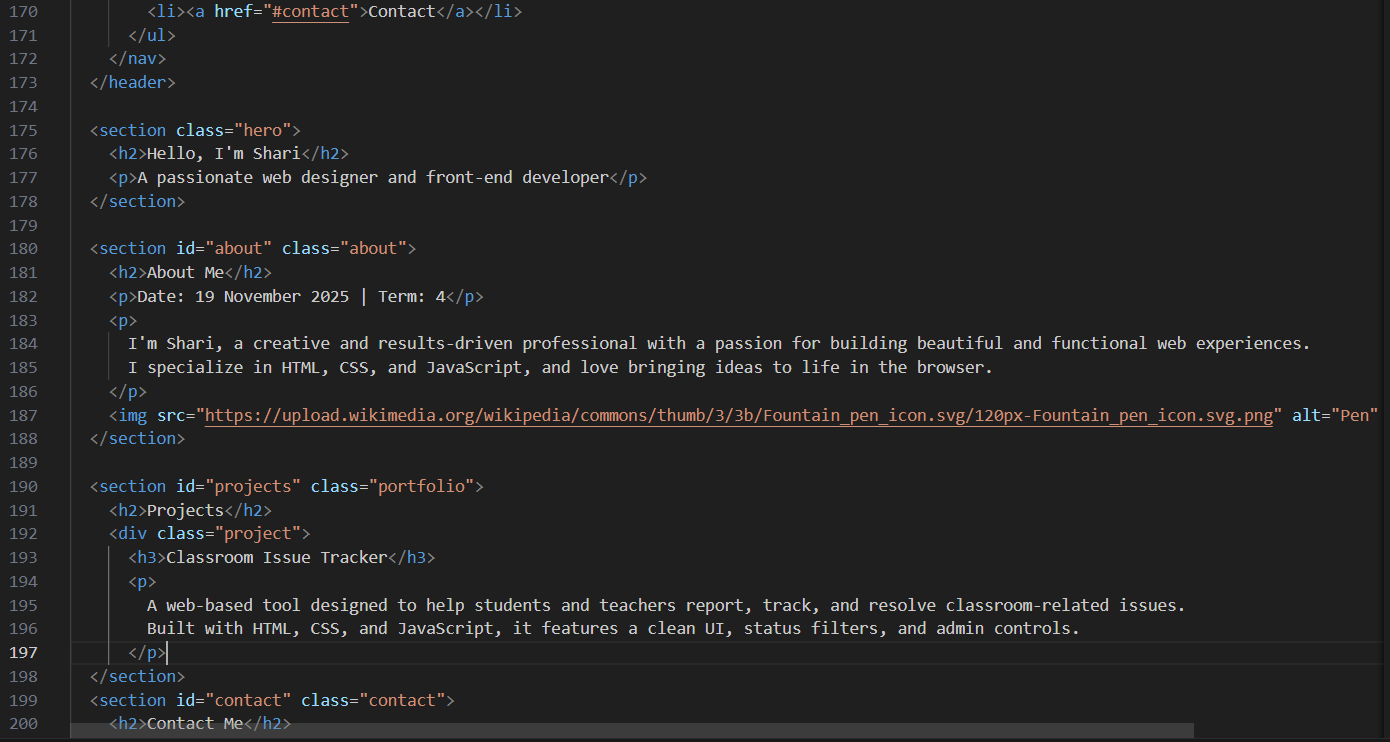 170 <li><a href="#contact">Contact</a></li>
171 </ul>
172 </nav>
173 </header>
174
175 <section class="hero">
176 <h2>Hello, I'm Shari</h2>
177 <p>A passionate web designer and front-end developer</p>
178 </section>
179
180 <section id="about" class="about">
181 <h2>About Me</h2>
182 <p>Date: 19 November 2025 | Term: 4</p>
183 <p>
184 I'm Shari, a creative and results-driven professional with a passion for building beautiful and functional web experiences.
185 I specialize in HTML, CSS, and JavaScript, and love bringing ideas to life in the browser.
186 </p>
187 <img src="https://upload.wikimedia.org/wikipedia/commons/thumb/3/3b/Fountain_pen_icon.svg/120px-Fountain_pen_icon.svg.png" alt="Pen"
188 </section>
189
190 <section id="projects" class="portfolio">
191 <h2>Projects</h2>
192 <div class="project">
193 <h3>Classroom Issue Tracker</h3>
194 <p>
195 A web-based tool designed to help students and teachers report, track, and resolve classroom-related issues.
196 Built with HTML, CSS, and JavaScript, it features a clean UI, status filters, and admin controls.
197 </p>
198 </section>
199 <section id="contact" class="contact">
200 <h2>Contact Me</h2>